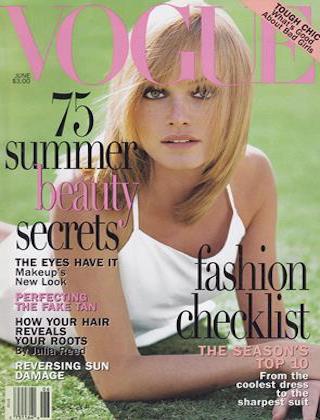 VOGUE
TOUGH CHIC
What's Good
About Bad Girls
JUNE
$3.00
75
summer
beauty
secrets
THE EYES HAVE IT
Makeup's
New Look
PERFECTING
THE FAKE TAN
HOW YOUR HAIR
REVEALS
YOUR ROOTS
By Julia Reed
REVERSING SUN
DAMAGE
fashion
checklist
THE SEASON'S
TOP 10
From the
coolest dress
to the
sharpest suit